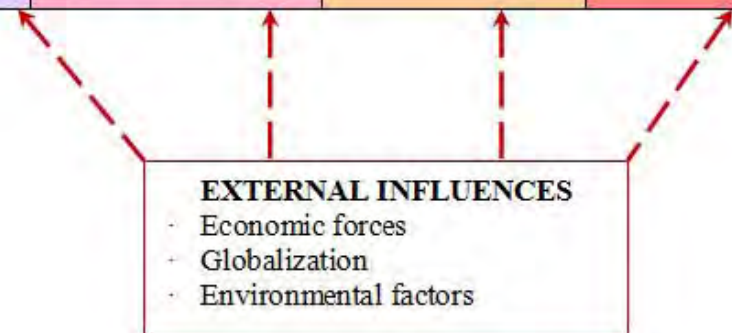 EXTERNAL INFLUENCES
· Economic forces
· Globalization
· Environmental factors